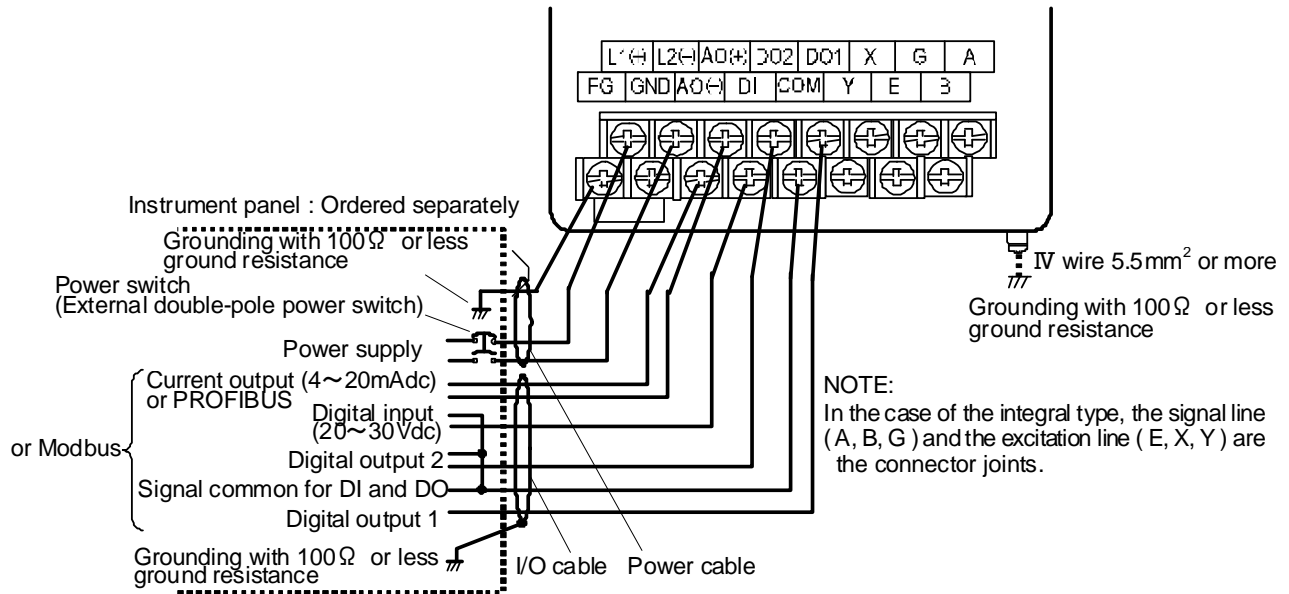 L1(+) L2(-) AO(+) DO2 DO1 X G A
FG GND AO(-) DI COM Y E B
Instrument panel : Ordered separately
Grounding with 100Ω or less
ground resistance
Power switch
(External double-pole power switch)
Power supply
Current output (4～20mAdc)
or PROFIBUS
Digital input
(20～30Vdc)
or Modbus
Digital output 2
Signal common for DI and DO
Digital output 1
Grounding with 100Ω or less
ground resistance
I/O cable Power cable
IV wire 5.5mm² or more
Grounding with 100Ω or less
ground resistance
NOTE:
In the case of the integral type, the signal line
( A, B, G ) and the excitation line ( E, X, Y ) are
the connector joints.